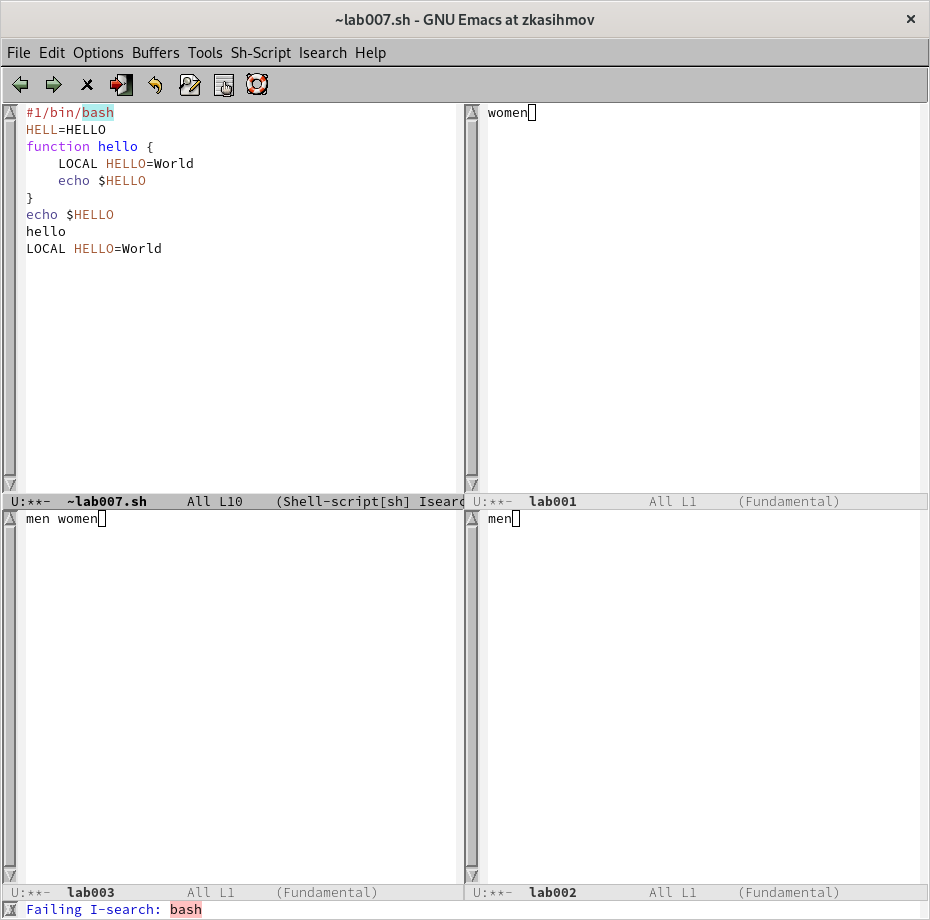 ~lab007.sh - GNU Emacs at zkasihmov
File Edit Options Buffers Tools Sh-Script Isearch Help
#1/bin/bash
HELL=HELLO
function hello {
    LOCAL HELLO=World
    echo $HELLO
}
echo $HELLO
hello
LOCAL HELLO=World
U:**-  ~lab007.sh     All L10    (Shell-script[sh] Isearc
women
U:**-  lab001         All L1     (Fundamental)
men women
U:**-  lab003         All L1     (Fundamental)
men
U:**-  lab002         All L1     (Fundamental)
Failing I-search: bash